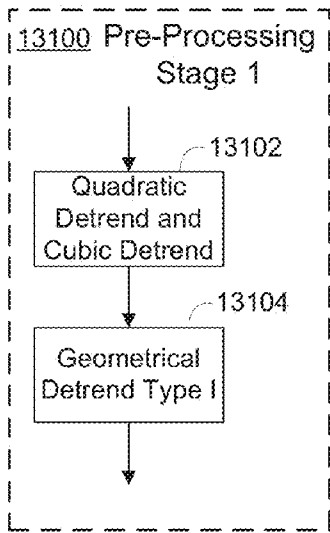 13100 Pre-Processing
Stage 1
13102
Quadratic
Detrend and
Cubic Detrend
13104
Geometrical
Detrend Type I